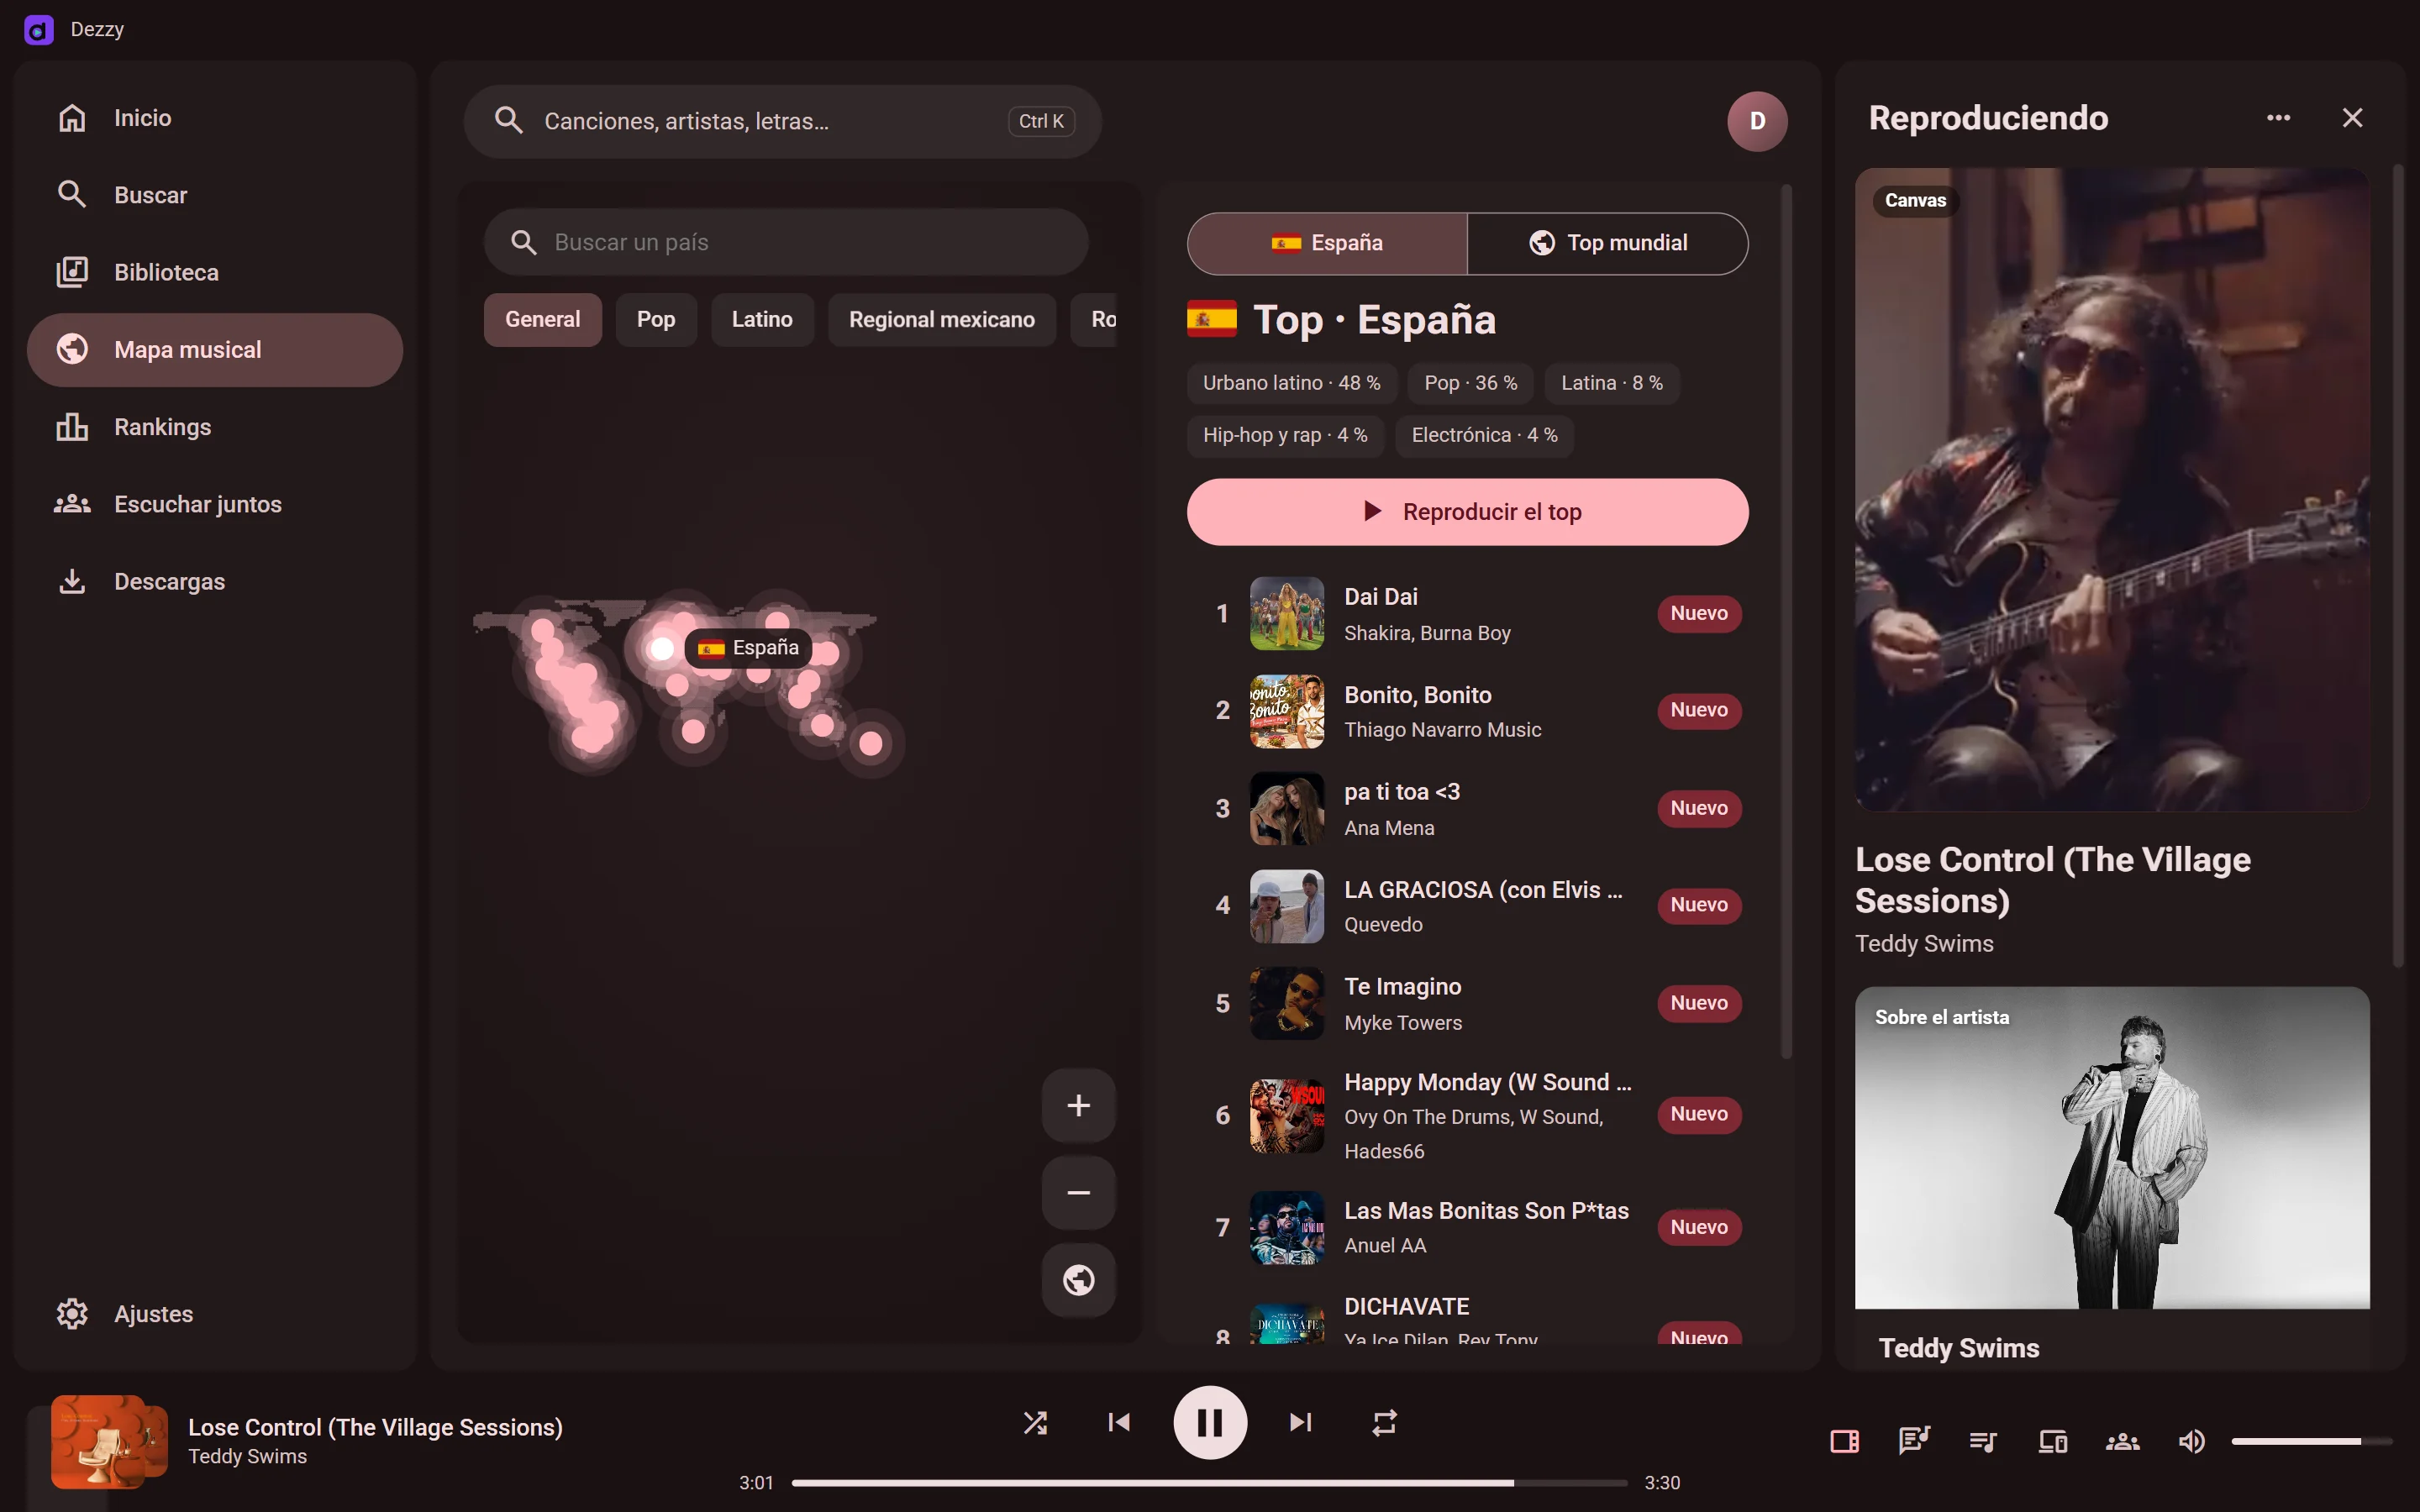 Dezzy
Inicio
Buscar
Biblioteca
Mapa musical
Rankings
Escuchar juntos
Descargas
Ajustes
Canciones, artistas, letras...
Ctrl K
D
Buscar un país
General
Pop
Latino
Regional mexicano
Ro
España
España
Top mundial
Top · España
Urbano latino · 48 %
Pop · 36 %
Latina · 8 %
Hip-hop y rap · 4 %
Electrónica · 4 %
Reproducir el top
1
Dai Dai
Shakira, Burna Boy
Nuevo
2
Bonito, Bonito
Thiago Navarro Music
Nuevo
3
pa ti toa <3
Ana Mena
Nuevo
4
LA GRACIOSA (con Elvis ...
Quevedo
Nuevo
5
Te Imagino
Myke Towers
Nuevo
6
Happy Monday (W Sound ...
Ovy On The Drums, W Sound,
Hades66
Nuevo
7
Las Mas Bonitas Son P*tas
Anuel AA
Nuevo
8
DICHAVATE
Ya Ice Dilan, Rey Tony
Nuevo
Reproduciendo
Canvas
Lose Control (The Village
Sessions)
Teddy Swims
Sobre el artista
Teddy Swims
Lose Control (The Village Sessions)
Teddy Swims
3:01
3:30